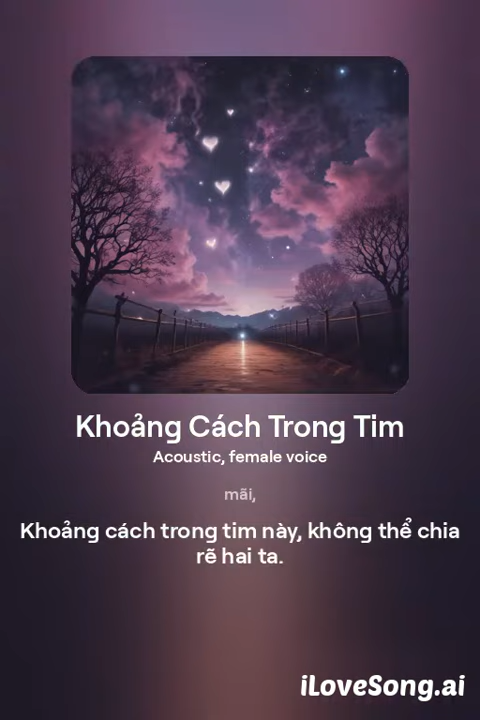 Khoảng Cách Trong Tim
Acoustic, female voice
mãi,
Khoảng cách trong tim này, không thể chia
rẽ hai ta.
iLoveSong.ai